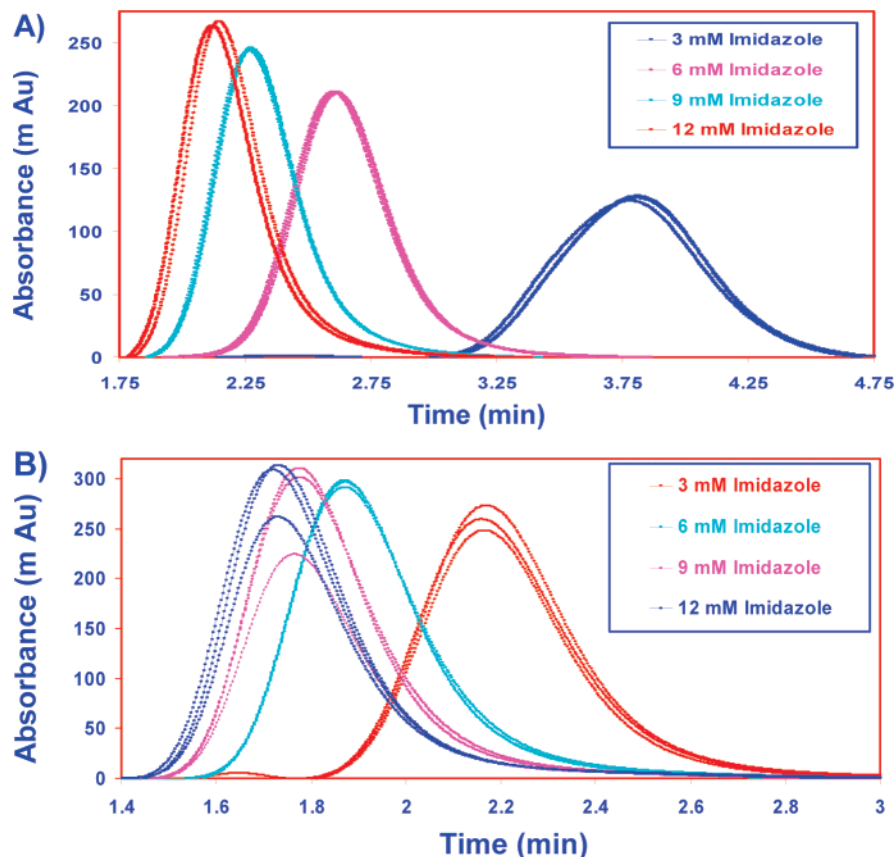 A)
Absorbance (m Au)
250
200
150
100
50
0
3 mM Imidazole
6 mM Imidazole
9 mM Imidazole
12 mM Imidazole
1.75 2.25 2.75 3.25 3.75 4.25 4.75
Time (min)
B)
Absorbance (m Au)
300
250
200
150
100
50
0
3 mM Imidazole
6 mM Imidazole
9 mM Imidazole
12 mM Imidazole
1.4 1.6 1.8 2 2.2 2.4 2.6 2.8 3
Time (min)